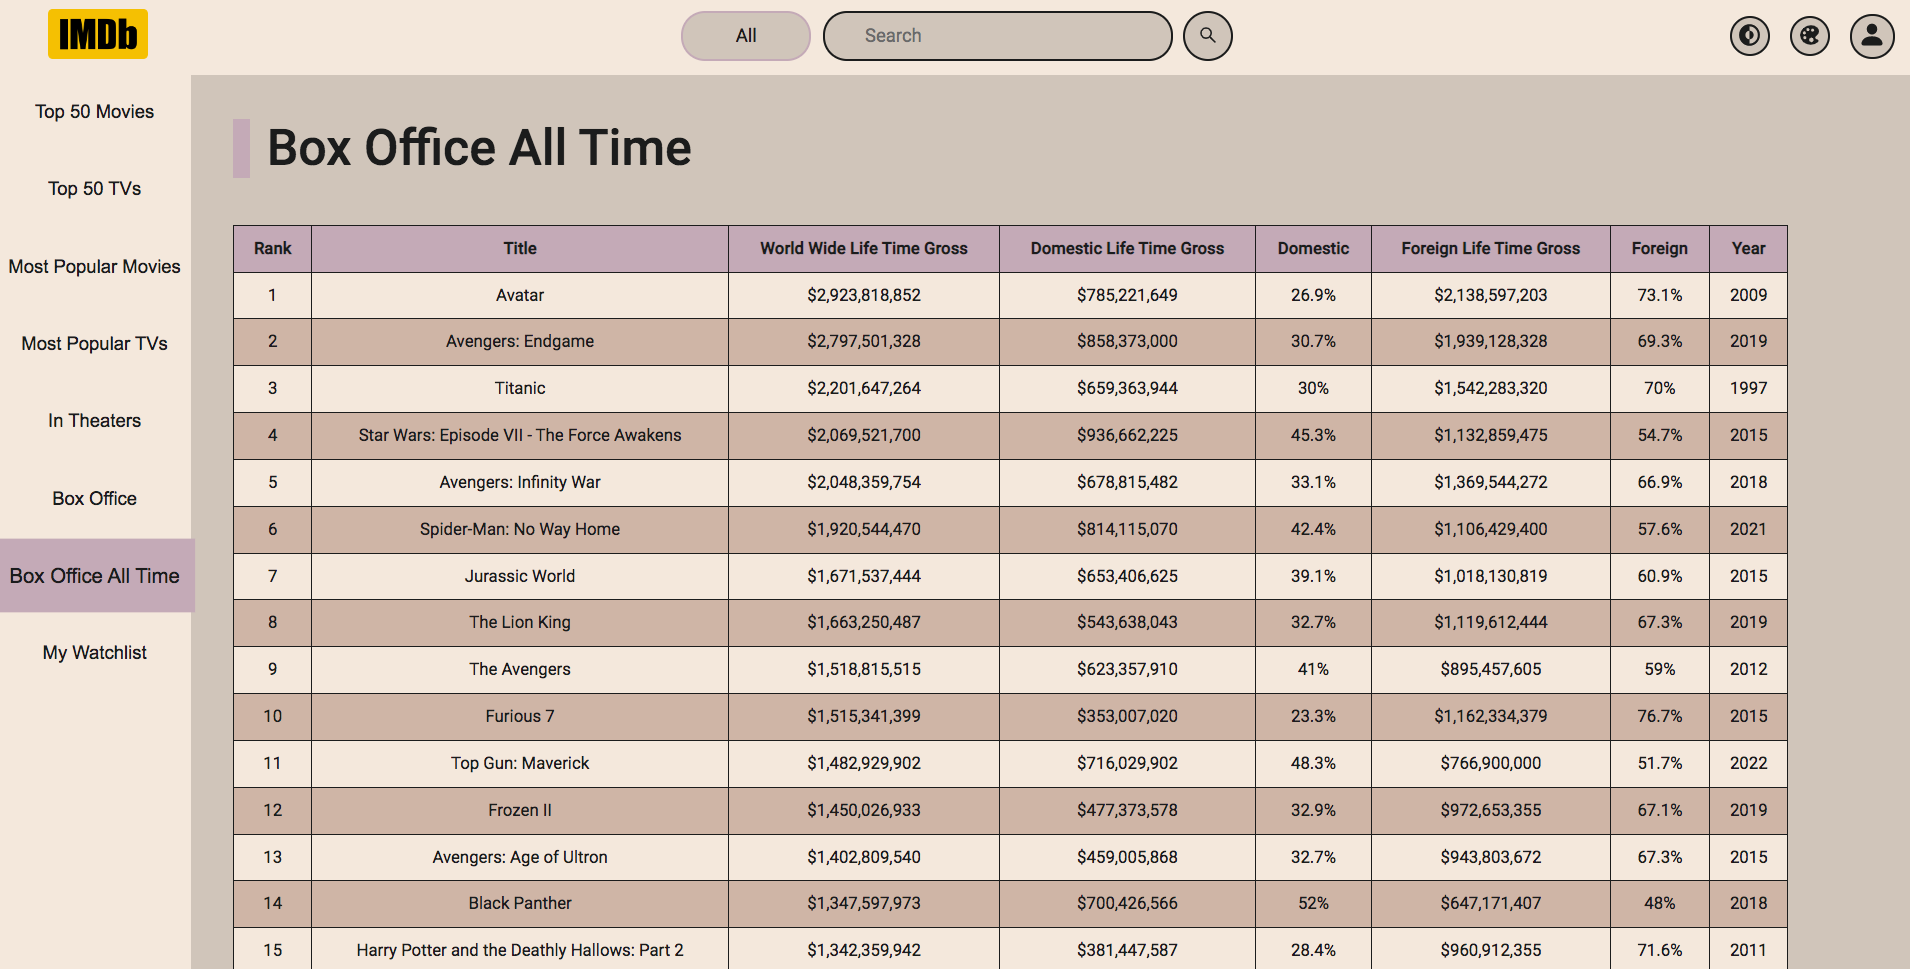 IMDb
All
Search
Top 50 Movies
Top 50 TVs
Most Popular Movies
Most Popular TVs
In Theaters
Box Office
Box Office All Time
My Watchlist
Box Office All Time
Rank Title World Wide Life Time Gross Domestic Life Time Gross Domestic Foreign Life Time Gross Foreign Year
1 Avatar $2,923,818,852 $785,221,649 26.9% $2,138,597,203 73.1% 2009
2 Avengers: Endgame $2,797,501,328 $858,373,000 30.7% $1,939,128,328 69.3% 2019
3 Titanic $2,201,647,264 $659,363,944 30% $1,542,283,320 70% 1997
4 Star Wars: Episode VII - The Force Awakens $2,069,521,700 $936,662,225 45.3% $1,132,859,475 54.7% 2015
5 Avengers: Infinity War $2,048,359,754 $678,815,482 33.1% $1,369,544,272 66.9% 2018
6 Spider-Man: No Way Home $1,920,544,470 $814,115,070 42.4% $1,106,429,400 57.6% 2021
7 Jurassic World $1,671,537,444 $653,406,625 39.1% $1,018,130,819 60.9% 2015
8 The Lion King $1,663,250,487 $543,638,043 32.7% $1,119,612,444 67.3% 2019
9 The Avengers $1,518,815,515 $623,357,910 41% $895,457,605 59% 2012
10 Furious 7 $1,515,341,399 $353,007,020 23.3% $1,162,334,379 76.7% 2015
11 Top Gun: Maverick $1,482,929,902 $716,029,902 48.3% $766,900,000 51.7% 2022
12 Frozen II $1,450,026,933 $477,373,578 32.9% $972,653,355 67.1% 2019
13 Avengers: Age of Ultron $1,402,809,540 $459,005,868 32.7% $943,803,672 67.3% 2015
14 Black Panther $1,347,597,973 $700,426,566 52% $647,171,407 48% 2018
15 Harry Potter and the Deathly Hallows: Part 2 $1,342,359,942 $381,447,587 28.4% $960,912,355 71.6% 2011